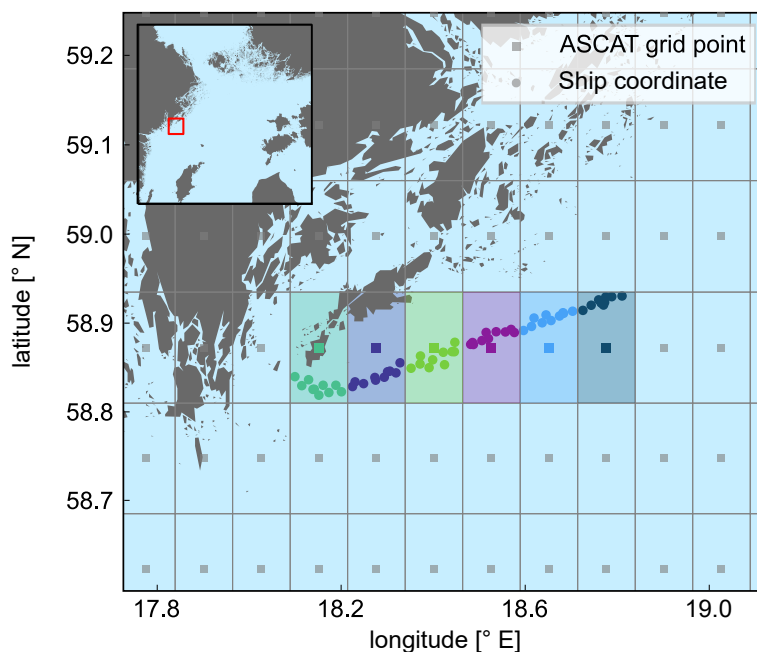 ASCAT grid point
Ship coordinate
59.2
59.1
59.0
58.9
58.8
58.7
latitude [° N]
17.8 18.2 18.6 19.0
longitude [° E]